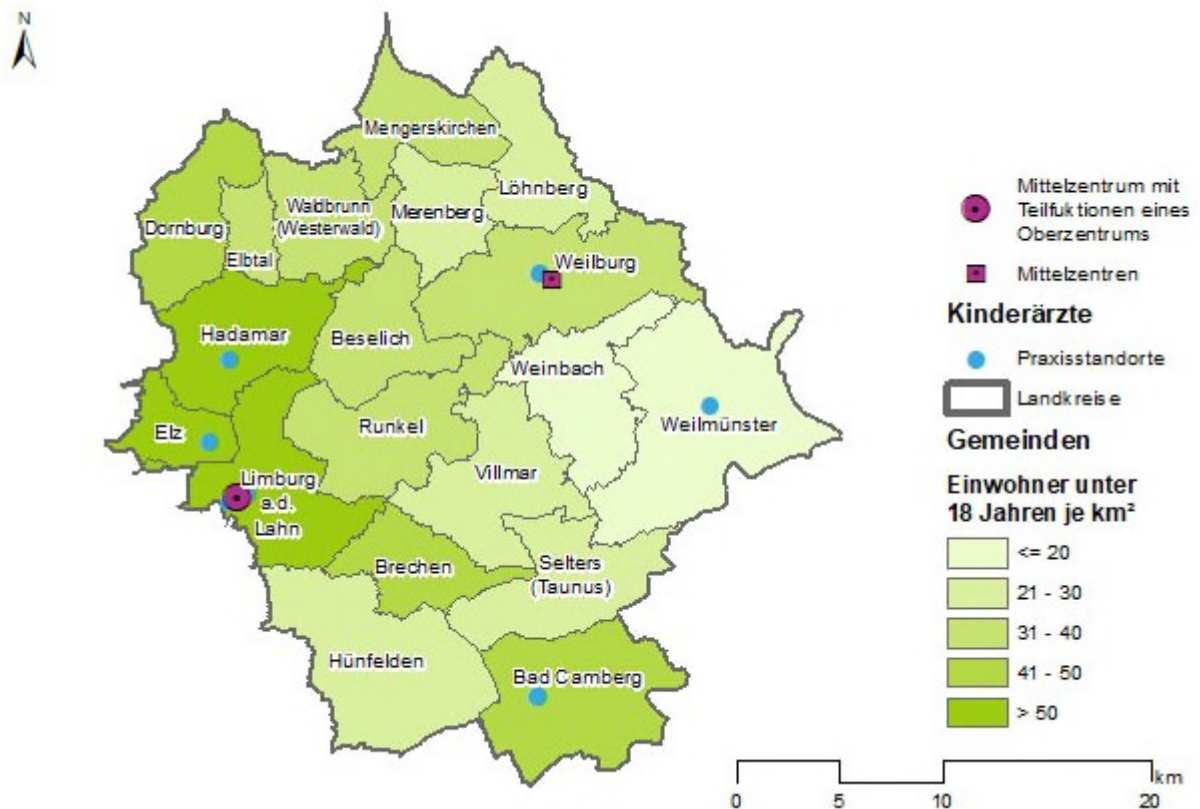 N
Mengerskirchen
Löhnberg
Waldbrunn
(Westerwald)
Merenberg
Dornburg
Elbtal
Weilburg
Hadamar
Beselich
Weinbach
Elz
Runkel
Weilmünster
Villmar
Limburg
a.d.
Lahn
Brechen
Selters
(Taunus)
Hünfelden
Bad Camberg
Mittelzentrum mit
Teilfuktionen eines
Oberzentrums
Mittelzentren
Kinderärzte
Praxisstandorte
Landkreise
Gemeinden
Einwohner unter
18 Jahren je km²
<= 20
21 - 30
31 - 40
41 - 50
> 50
km
0 5 10 20